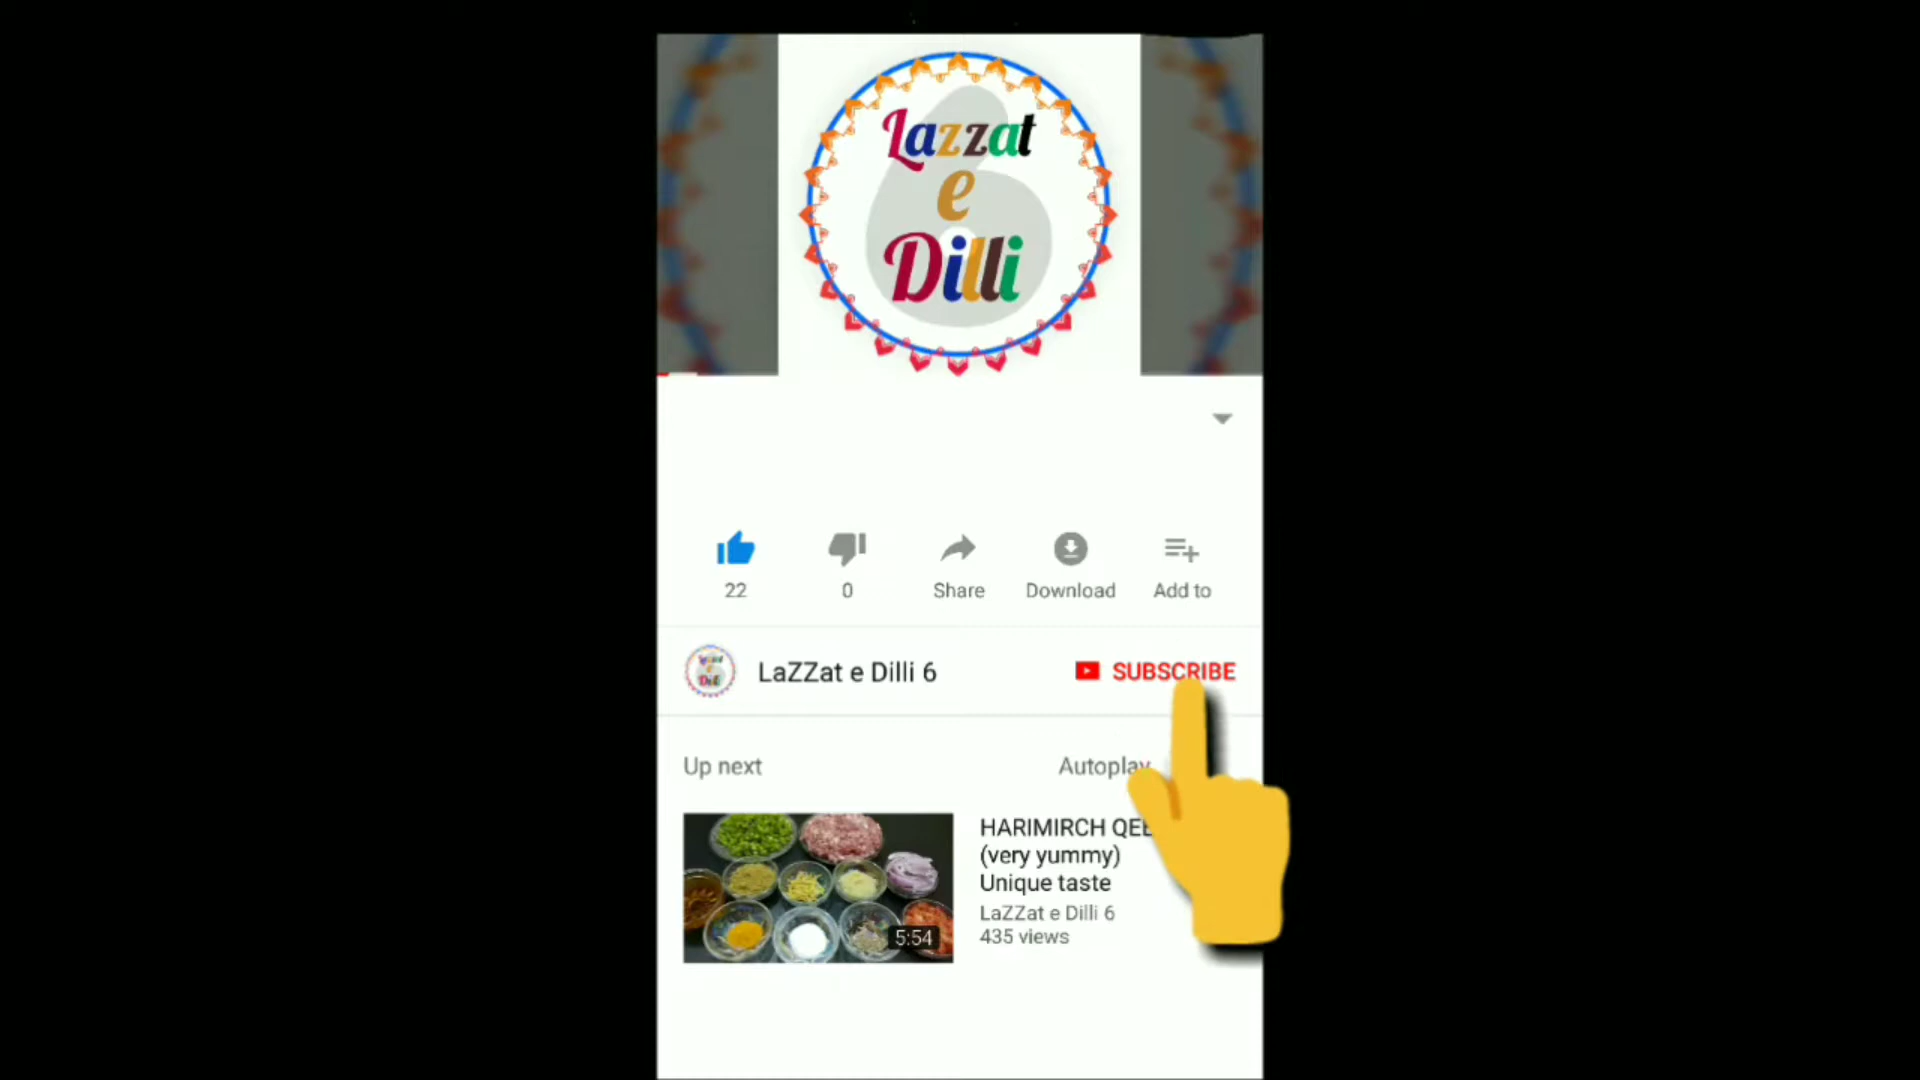 Lazzat
e
Dilli
22
0
Share
Download
Add to
LaZZat e Dilli 6
SUBSCRIBE
Up next
Autoplay
5:54
HARIMIRCH
(very yummy)
Unique taste
LaZZat e Dilli 6
435 views